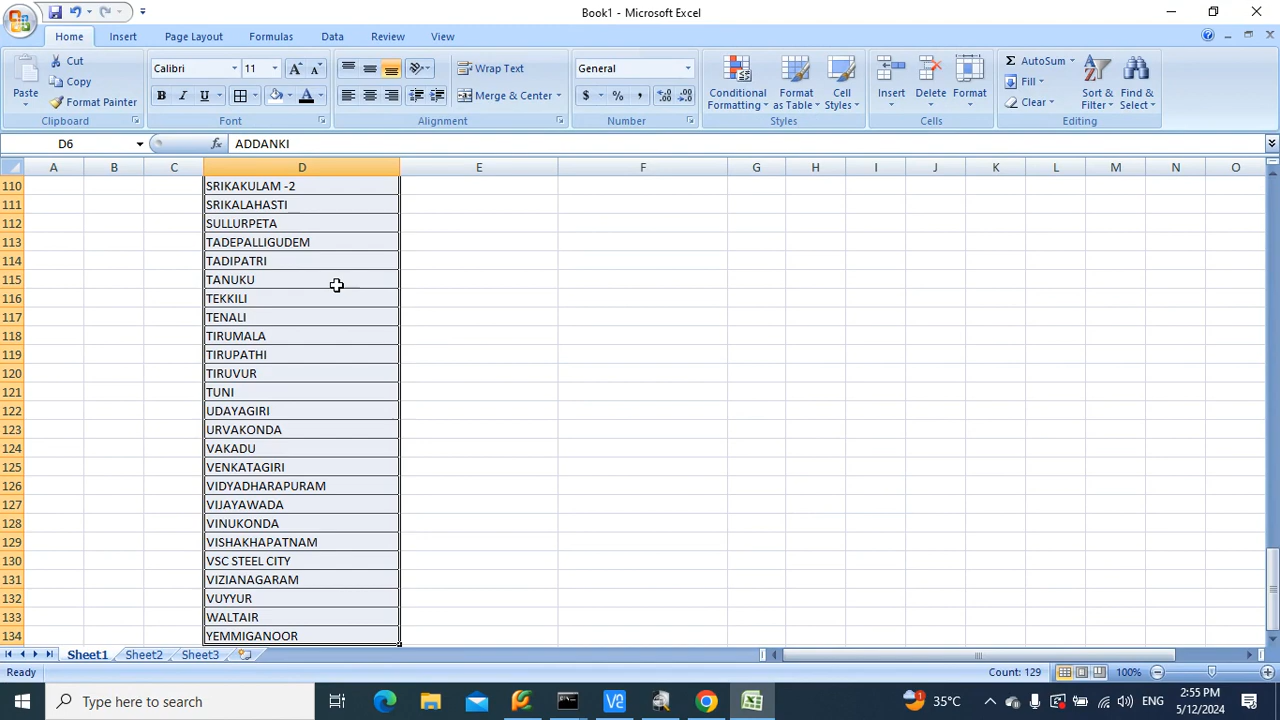 Book1 - Microsoft Excel
Home Insert Page Layout Formulas Data Review View
Paste Cut Copy Format Painter Clipboard
Calibri 11 B I U Font
Wrap Text Merge & Center Alignment
General $ % , Number
Conditional Formatting Format as Table Cell Styles Styles
Insert Delete Format Cells
AutoSum Fill Clear Sort & Filter Find & Select Editing
D6 fx ADDANKI
A B C D E F G H I J K L M N O
110 SRIKAKULAM -2
111 SRIKALAHASTI
112 SULLURPETA
113 TADEPALLIGUDEM
114 TADIPATRI
115 TANUKU
116 TEKKILI
117 TENALI
118 TIRUMALA
119 TIRUPATHI
120 TIRUVUR
121 TUNI
122 UDAYAGIRI
123 URVAKONDA
124 VAKADU
125 VENKATAGIRI
126 VIDYADHARAPURAM
127 VIJAYAWADA
128 VINUKONDA
129 VISHAKHAPATNAM
130 VSC STEEL CITY
131 VIZIANAGARAM
132 VUYYUR
133 WALTAIR
134 YEMMIGANOOR
Sheet1 Sheet2 Sheet3
Ready Count: 129 100%
Type here to search 35°C ENG 2:55 PM
5/12/2024